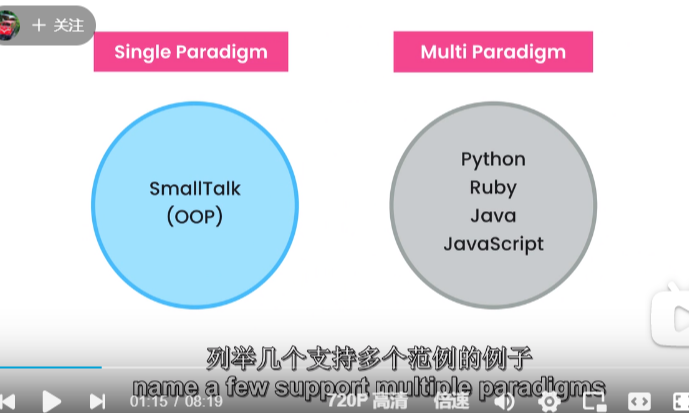 + 关注
Single Paradigm
Multi Paradigm
SmallTalk
(OOP)
Python
Ruby
Java
JavaScript
列举几个支持多个范例的例子
name a few support multiple paradigms
01:15 / 08:19
720P 高清
倍速